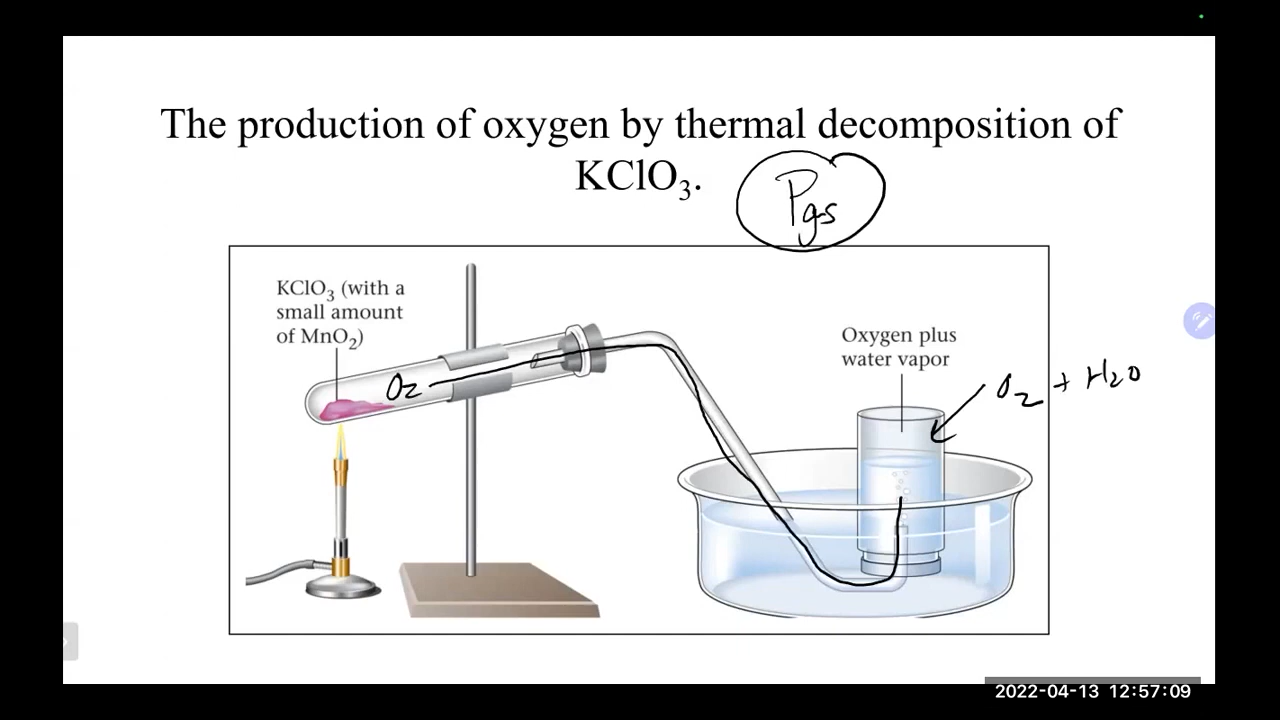 The production of oxygen by thermal decomposition of
KClO₃.
Pgs
KClO₃ (with a
small amount
of MnO₂)
O₂
Oxygen plus
water vapor
O₂ + H₂O
2022-04-13 12:57:09